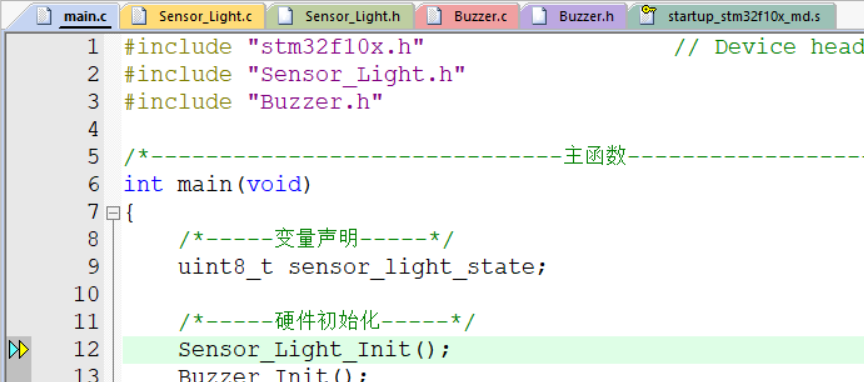 main.c Sensor_Light.c Sensor_Light.h Buzzer.c Buzzer.h startup_stm32f10x_md.s
1 #include "stm32f10x.h" // Device head
2 #include "Sensor_Light.h"
3 #include "Buzzer.h"
4
5 /*------------------------------主函数-----------------
6 int main(void)
7 {
8 /*-----变量声明-----*/
9 uint8_t sensor_light_state;
10
11 /*-----硬件初始化-----*/
12 Sensor_Light_Init();
13 Buzzer_Init();